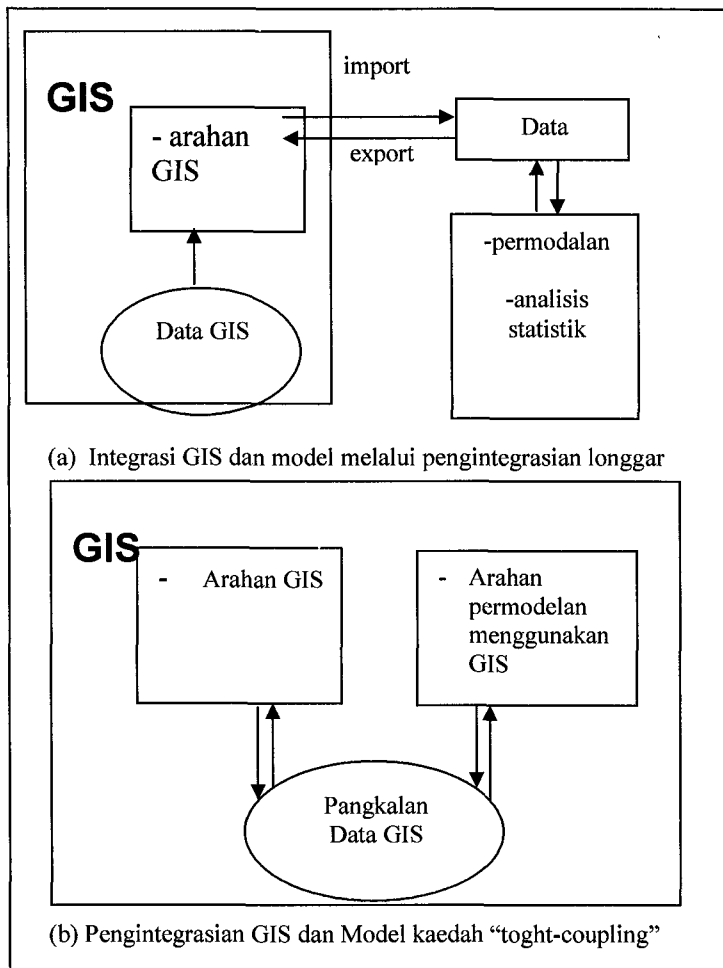 import
GIS
- arahan
GIS
export
Data
Data GIS
-permodalan
-analisis
statistik
(a) Integrasi GIS dan model melalui pengintegrasian longgar
GIS
- Arahan GIS
- Arahan
permodelan
menggunakan
GIS
Pangkalan
Data GIS
(b) Pengintegrasian GIS dan Model kaedah “toght-coupling”